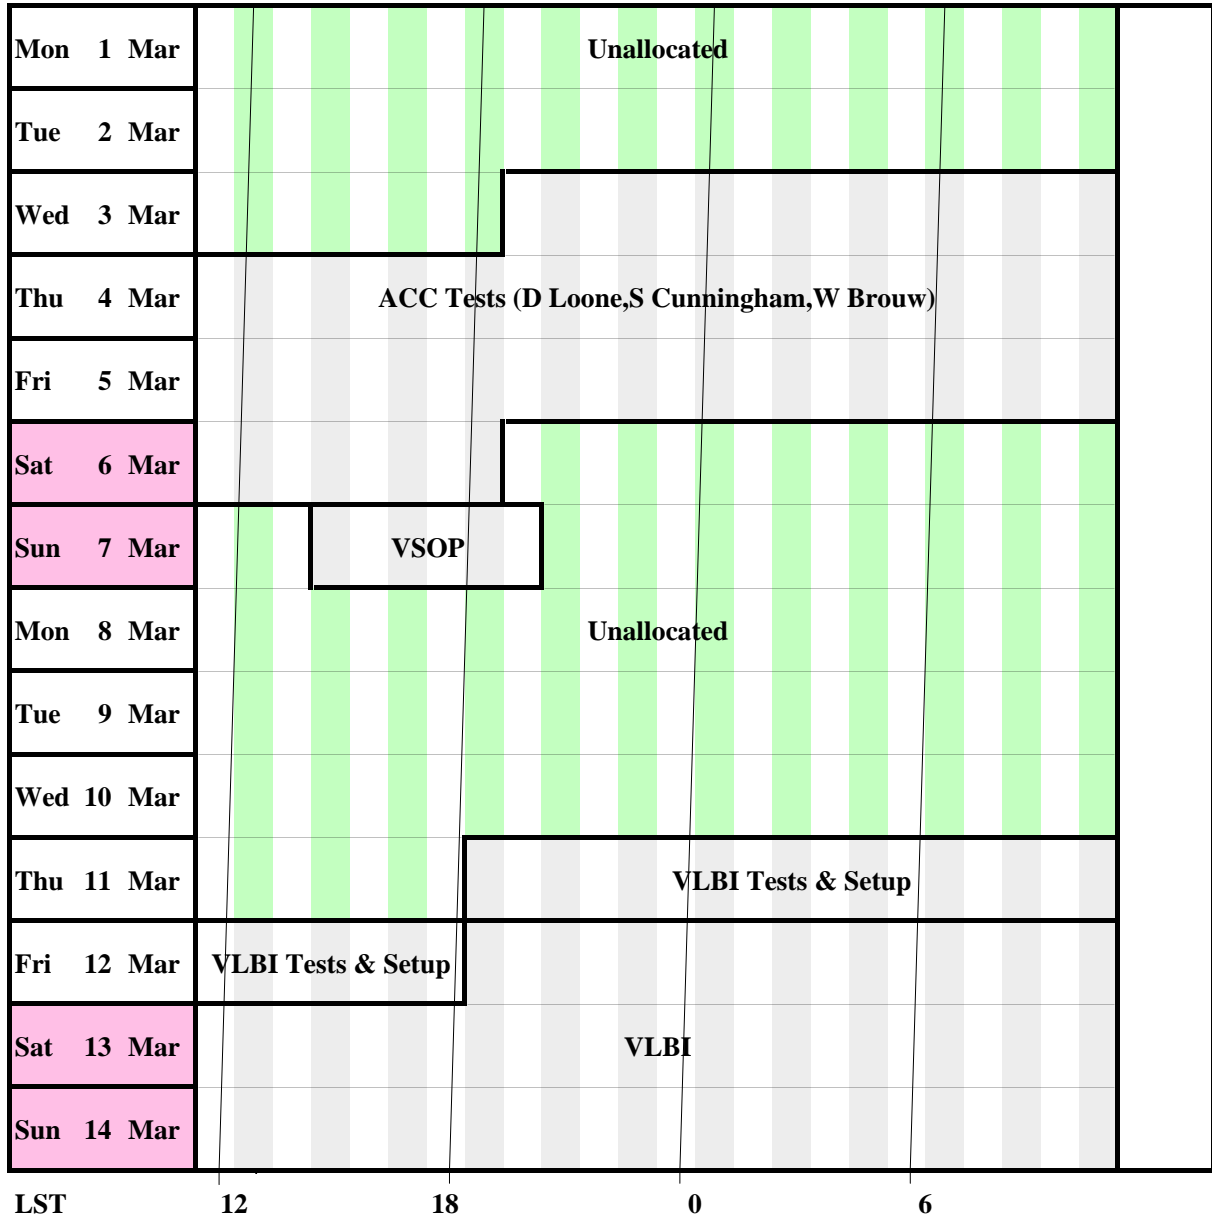 Mon 1 Mar Unallocated
Tue 2 Mar
Wed 3 Mar
Thu 4 Mar ACC Tests (D Loone,S Cunningham,W Brouw)
Fri 5 Mar
Sat 6 Mar
Sun 7 Mar VSOP
Mon 8 Mar Unallocated
Tue 9 Mar
Wed 10 Mar
Thu 11 Mar VLBI Tests & Setup
Fri 12 Mar VLBI Tests & Setup
Sat 13 Mar VLBI
Sun 14 Mar
LST 12 18 0 6